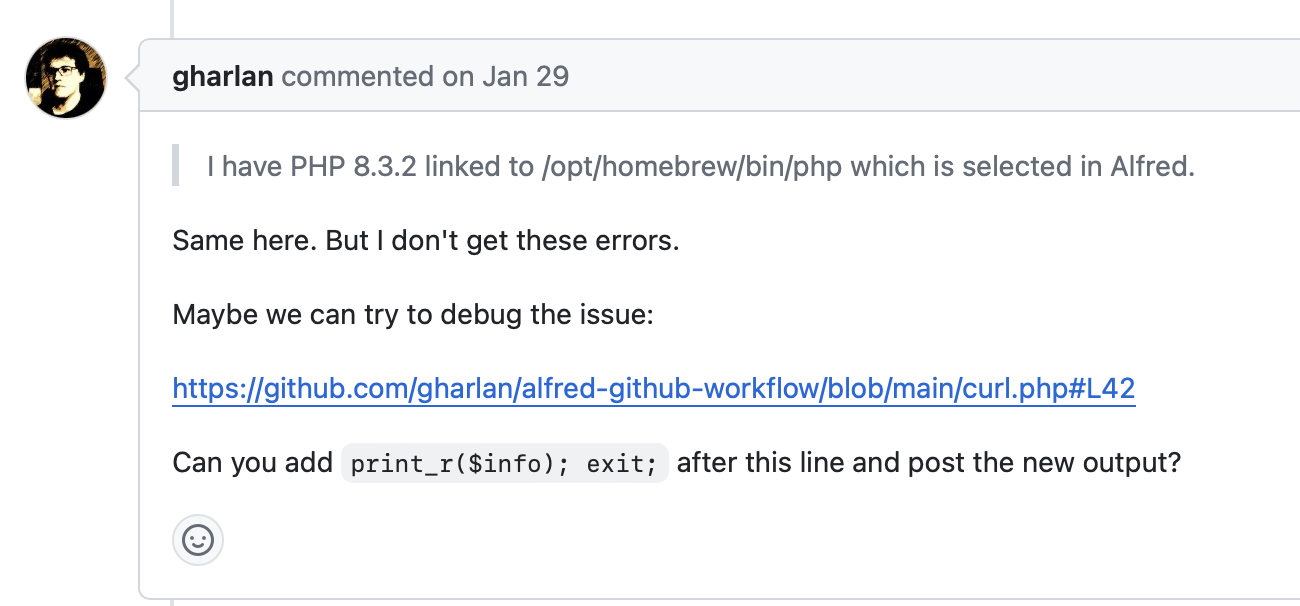 gharlan commented on Jan 29
I have PHP 8.3.2 linked to /opt/homebrew/bin/php which is selected in Alfred.
Same here. But I don't get these errors.
Maybe we can try to debug the issue:
https://github.com/gharlan/alfred-github-workflow/blob/main/curl.php#L42
Can you add print_r($info); exit; after this line and post the new output?